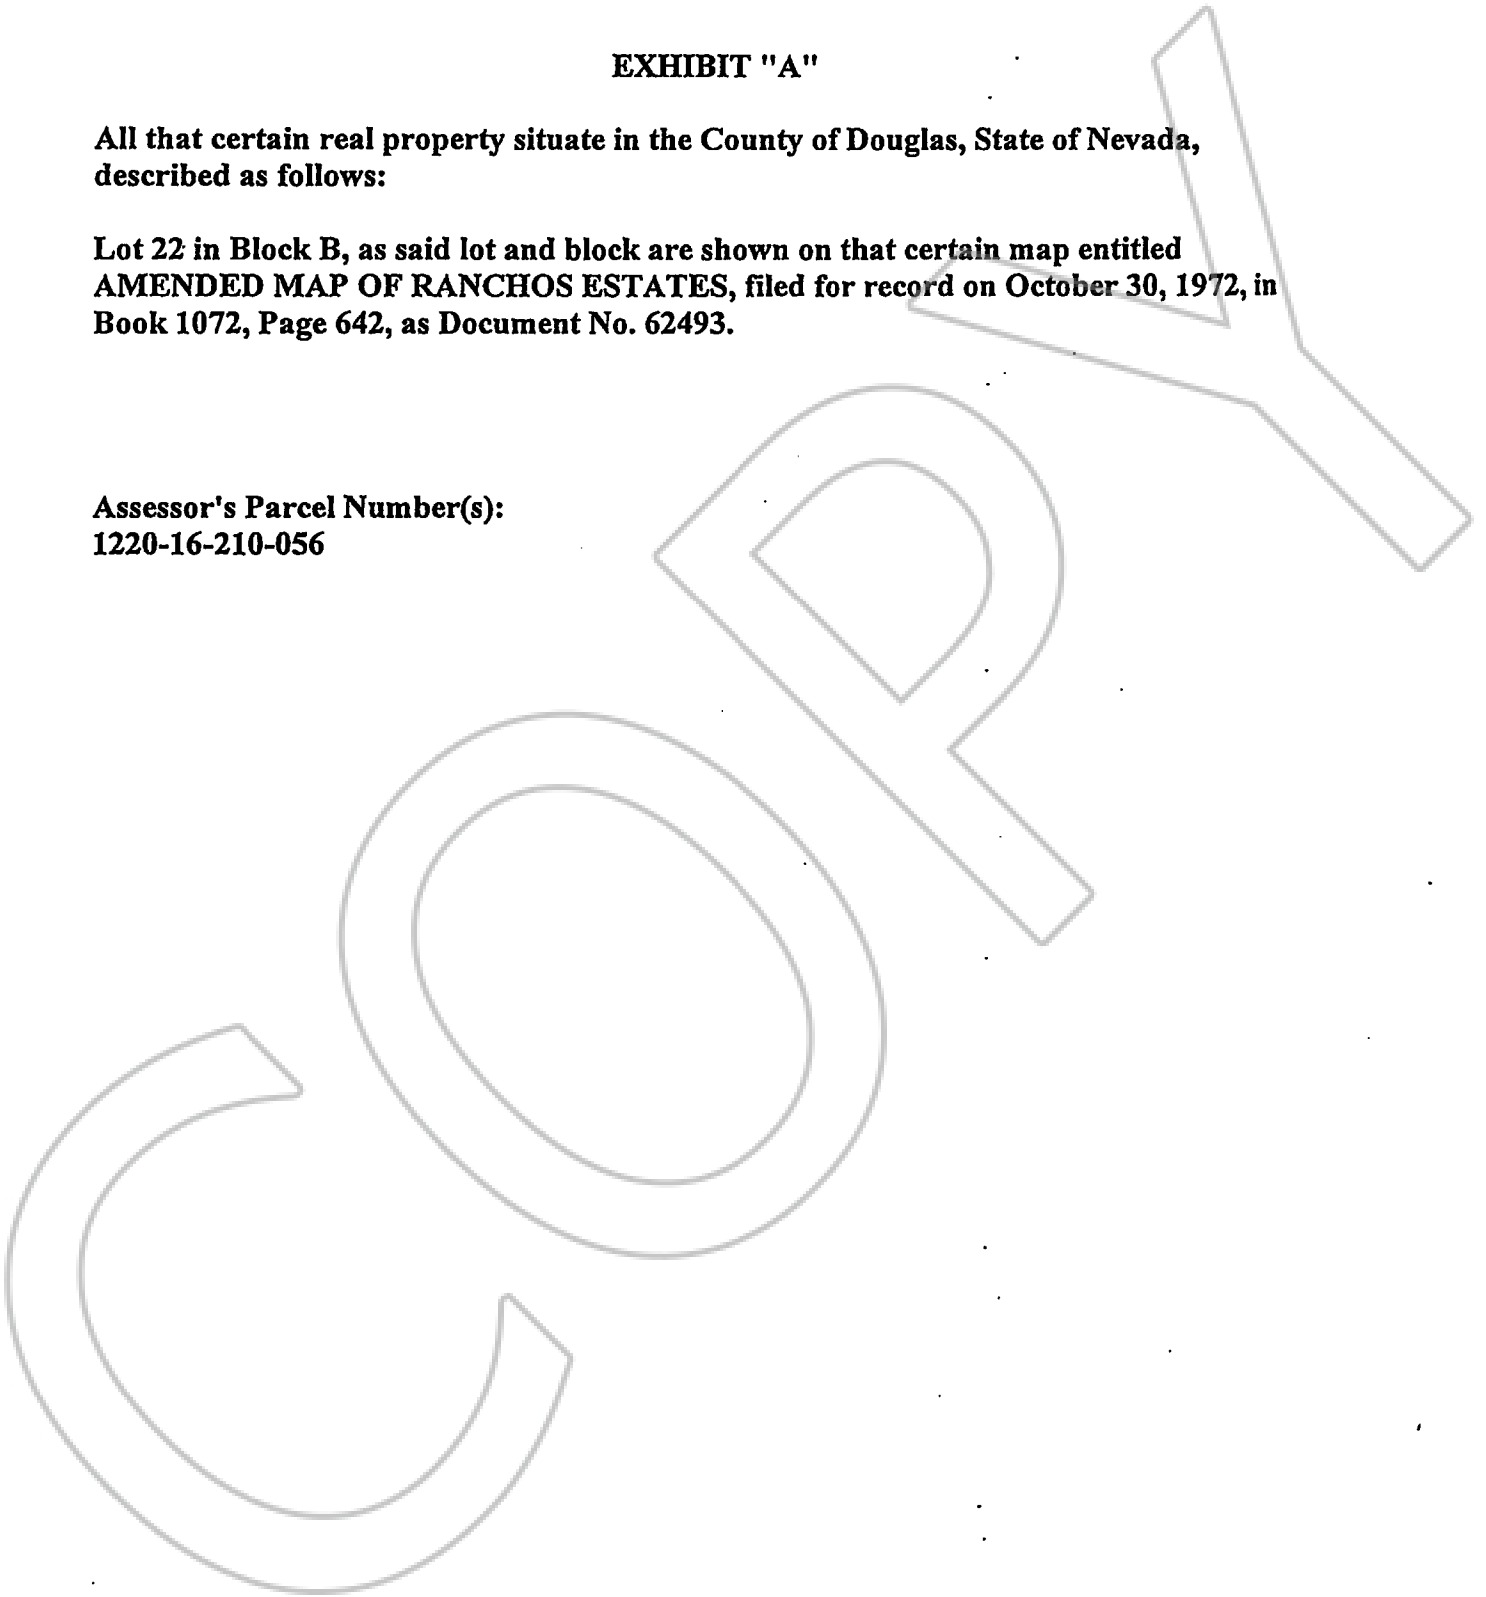 EXHIBIT "A"
All that certain real property situate in the County of Douglas, State of Nevada,
described as follows:
Lot 22 in Block B, as said lot and block are shown on that certain map entitled
AMENDED MAP OF RANCHOS ESTATES, filed for record on October 30, 1972, in
Book 1072, Page 642, as Document No. 62493.
Assessor's Parcel Number(s):
1220-16-210-056
COPY